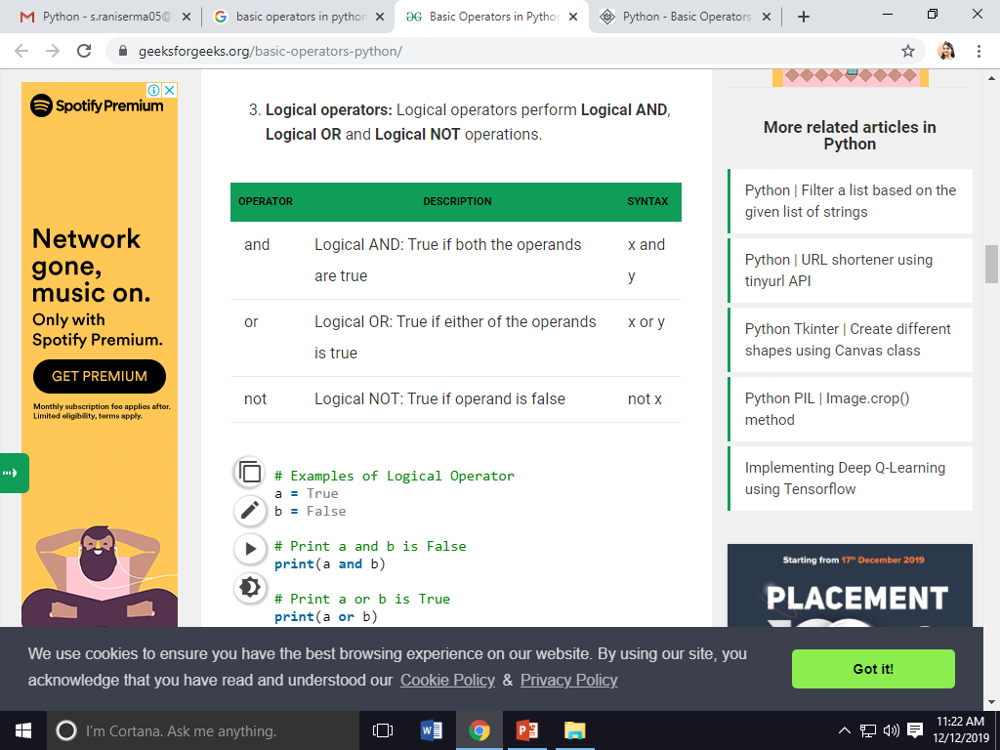 Python - s.raniserma05@
basic operators in python
Basic Operators in Python
Python - Basic Operators
geeksforgeeks.org/basic-operators-python/
Spotify Premium
Network
gone,
music on.
Only with
Spotify Premium.
GET PREMIUM
Monthly subscription fee applies after.
Limited eligibility, terms apply.
3. Logical operators: Logical operators perform Logical AND,
Logical OR and Logical NOT operations.
OPERATOR DESCRIPTION SYNTAX
and Logical AND: True if both the operands x and
are true y
or Logical OR: True if either of the operands x or y
is true
not Logical NOT: True if operand is false not x
# Examples of Logical Operator
a = True
b = False
# Print a and b is False
print(a and b)
# Print a or b is True
print(a or b)
More related articles in
Python
Python | Filter a list based on the
given list of strings
Python | URL shortener using
tinyurl API
Python Tkinter | Create different
shapes using Canvas class
Python PIL | Image.crop()
method
Implementing Deep Q-Learning
using Tensorflow
Starting from 17th December 2019
PLACEMENT
We use cookies to ensure you have the best browsing experience on our website. By using our site, you
acknowledge that you have read and understood our Cookie Policy & Privacy Policy
Got it!
I'm Cortana. Ask me anything.
11:22 AM
12/12/2019